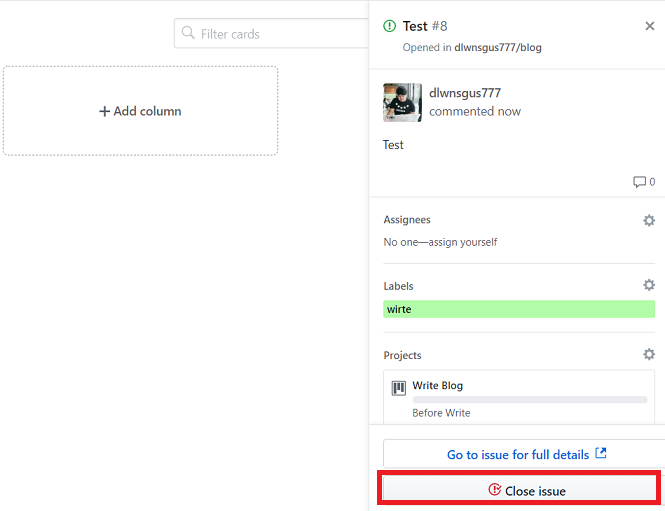 Filter cards
+ Add column
Test #8
Opened in dlwnsgus777/blog
dlwnsgus777
commented now
Test
0
Assignees
No one—assign yourself
Labels
wirte
Projects
Write Blog
Before Write
Go to issue for full details
Close issue